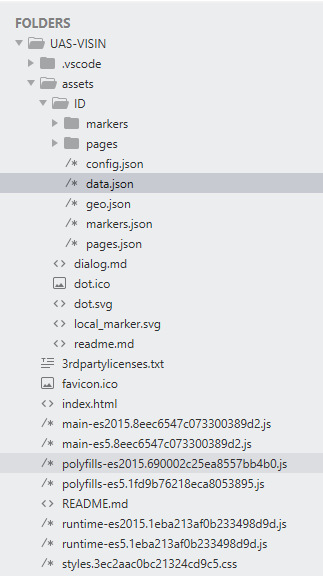 FOLDERS
UAS-VISIN
.vscode
assets
ID
markers
pages
/* config.json
/* data.json
/* geo.json
/* markers.json
/* pages.json
<> dialog.md
dot.ico
<> dot.svg
<> local_marker.svg
<> readme.md
3rdpartylicenses.txt
favicon.ico
<> index.html
/* main-es2015.8eec6547c073300389d2.js
/* main-es5.8eec6547c073300389d2.js
/* polyfills-es2015.690002c25ea8557bb4b0.js
/* polyfills-es5.1fd9b76218eca8053895.js
<> README.md
/* runtime-es2015.1eba213af0b233498d9d.js
/* runtime-es5.1eba213af0b233498d9d.js
/* styles.3ec2aac0bc21324cd9c5.css